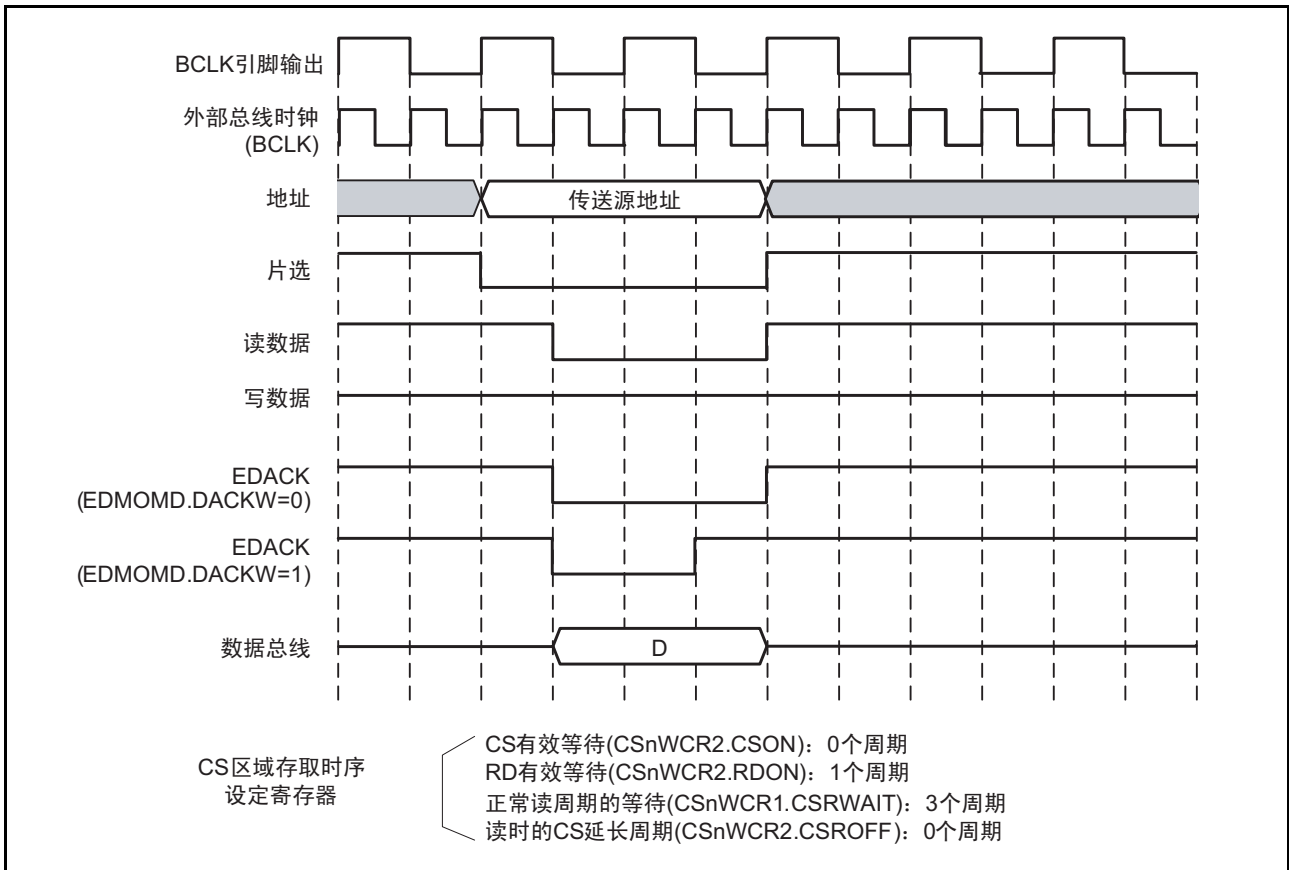 BCLK引脚输出
外部总线时钟
(BCLK)
地址
传送源地址
片选
读数据
写数据
EDACK
(EDMOMD.DACKW=0)
EDACK
(EDMOMD.DACKW=1)
数据总线
D
CS区域存取时序
设定寄存器
CS有效等待(CSnWCR2.CSON)：0个周期
RD有效等待(CSnWCR2.RDON)：1个周期
正常读周期的等待(CSnWCR1.CSRWAIT)：3个周期
读时的CS延长周期(CSnWCR2.CSROFF)：0个周期